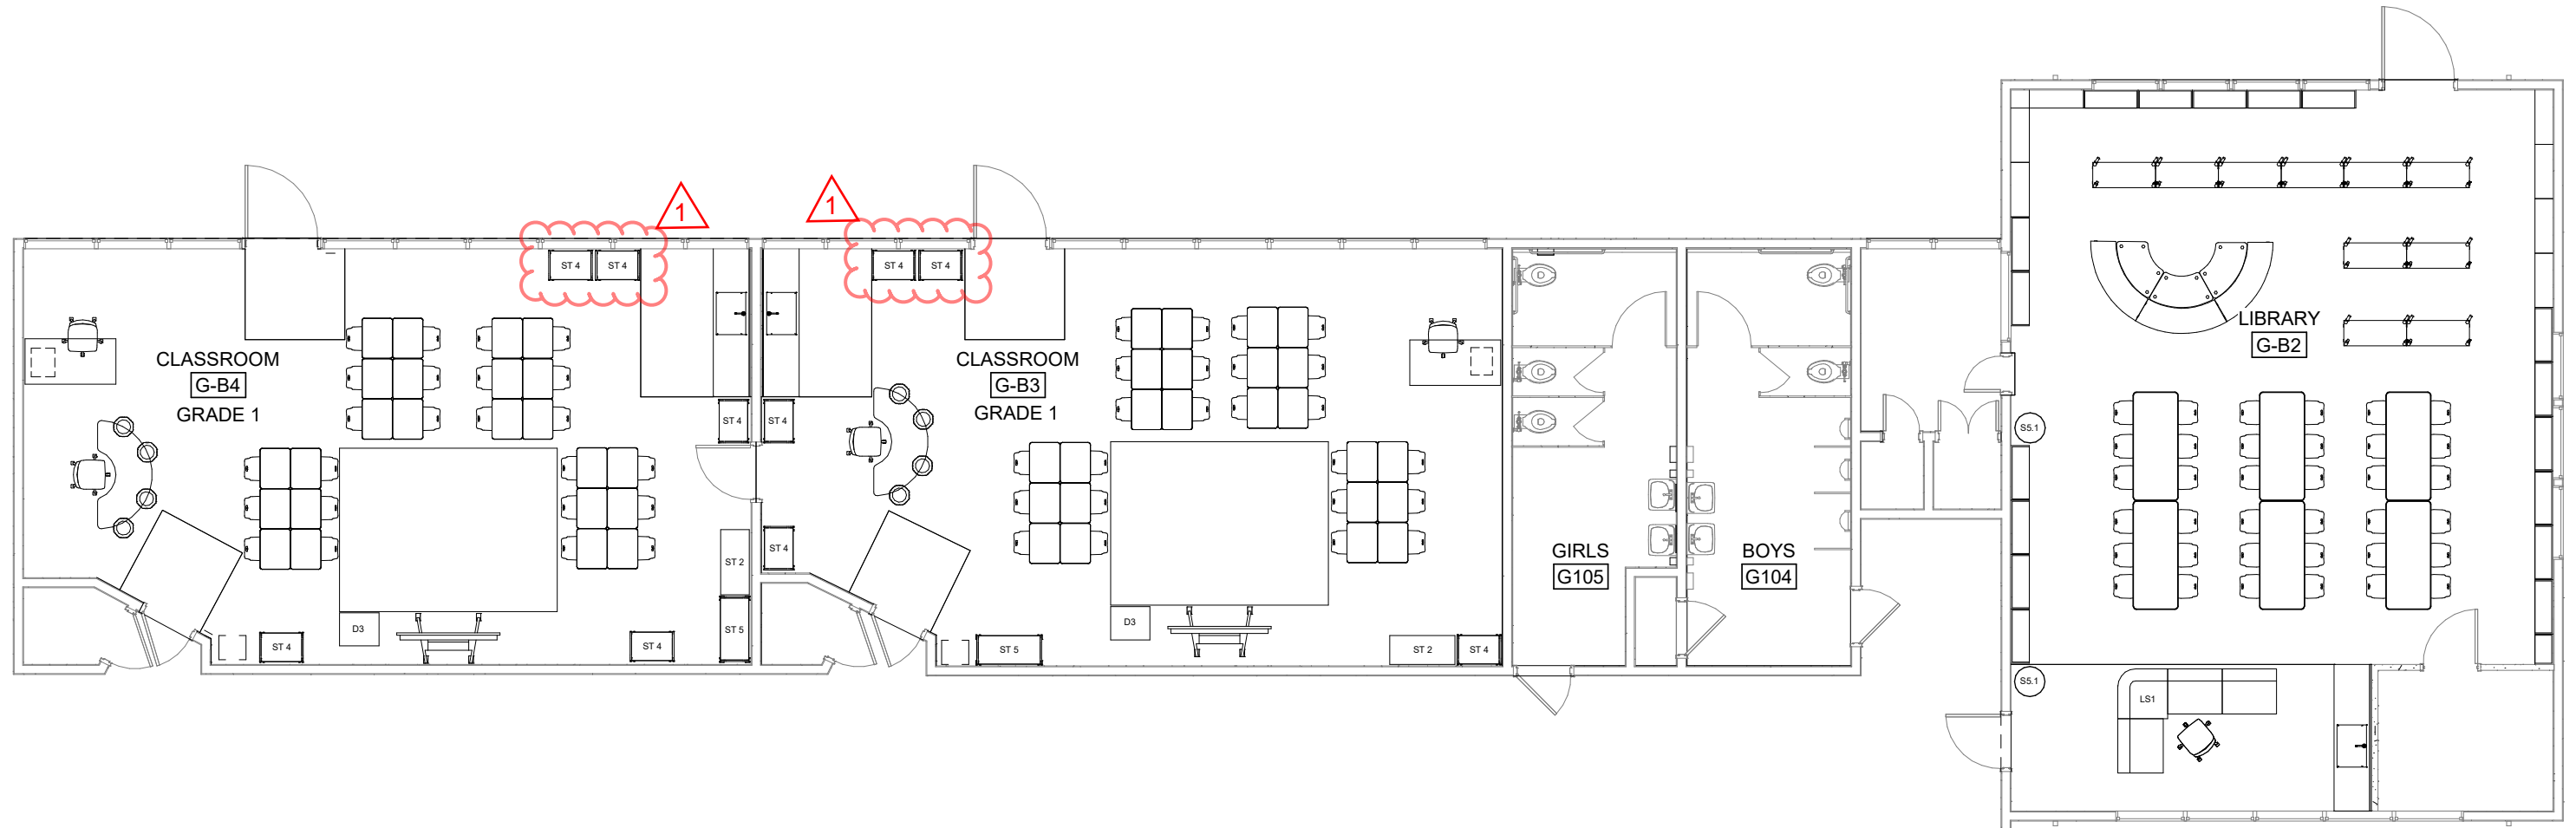 1
1
ST 4
ST 4
ST 4
ST 4
CLASSROOM
G-B4
GRADE 1
CLASSROOM
G-B3
GRADE 1
LIBRARY
G-B2
ST 4
ST 4
S5.1
ST 4
ST 2
GIRLS
G105
BOYS
G104
D3
ST 5
D3
ST 4
ST 4
ST 5
ST 2
ST 4
S5.1
LS1